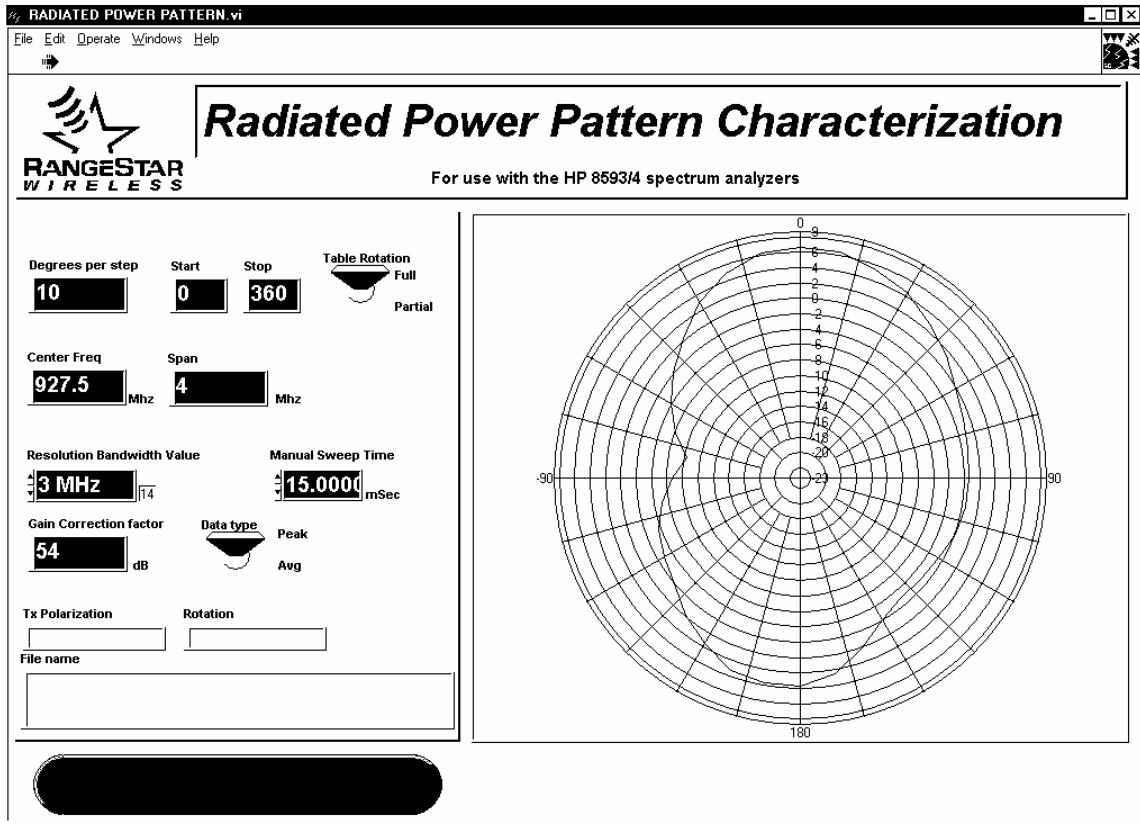 RADIATED POWER PATTERN.vi
File Edit Operate Windows Help
RANGESTAR
WIRELESS
Radiated Power Pattern Characterization
For use with the HP 8593/4 spectrum analyzers
Degrees per step
10
Start
0
Stop
360
Table Rotation
Full
Partial
Center Freq
927.5
Mhz
Span
4
Mhz
Resolution Bandwidth Value
3 MHz
14
Manual Sweep Time
15.000
mSec
Gain Correction factor
54
dB
Data type
Peak
Avg
Tx Polarization
Rotation
File name
0
9
6
4
2
0
-2
-4
-6
-8
-10
-12
-14
-16
-18
-20
-23
-90
90
180